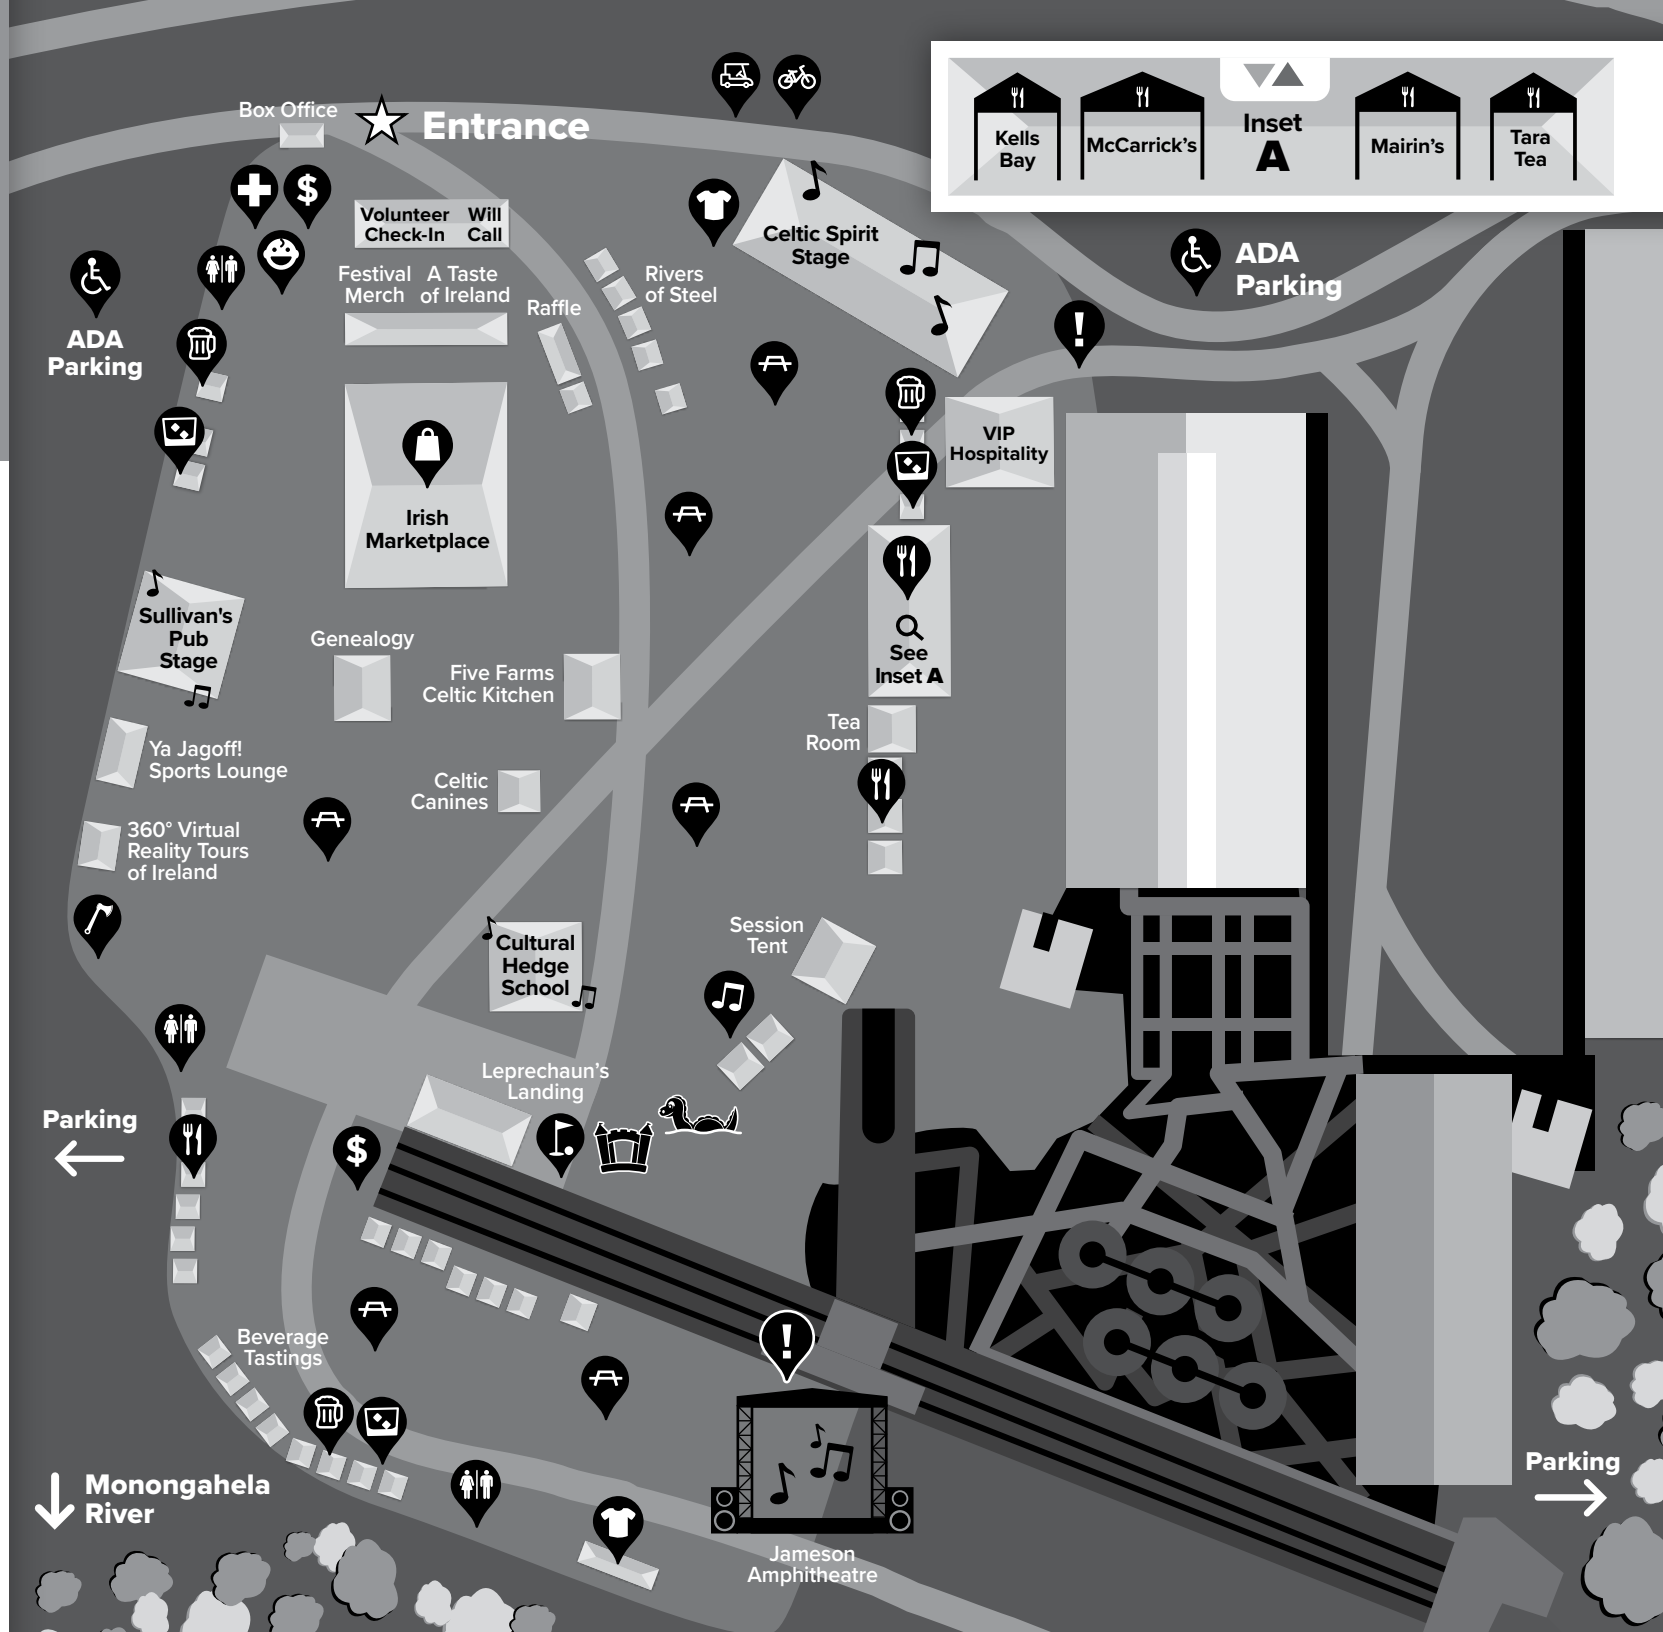 Box Office
Entrance
Kells
Bay
McCarrick's
Inset
A
Mairin's
Tara
Tea
$
Volunteer
Check-In
Will
Call
Celtic Spirit
Stage
ADA
Parking
ADA
Parking
Festival
Merch
A Taste
of Ireland
Raffle
Rivers
of Steel
!
VIP
Hospitality
Irish
Marketplace
Sullivan's
Pub
Stage
See
Inset A
Genealogy
Five Farms
Celtic Kitchen
Tea
Room
Ya Jagoff!
Sports Lounge
Celtic
Canines
360° Virtual
Reality Tours
of Ireland
Cultural
Hedge
School
Session
Tent
Leprechaun's
Landing
Parking
$
Beverage
Tastings
!
Monongahela
River
Parking
Jameson
Amphitheatre